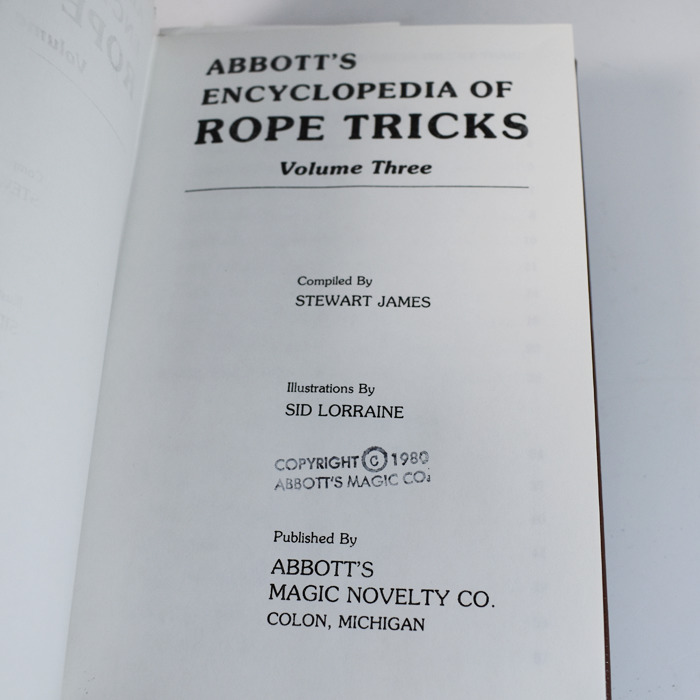 ABBOTT'S
ENCYCLOPEDIA OF
ROPE TRICKS
Volume Three
Compiled By
STEWART JAMES
Illustrations By
SID LORRAINE
COPYRIGHT © 1980
ABBOTT'S MAGIC CO.
Published By
ABBOTT'S
MAGIC NOVELTY CO.
COLON, MICHIGAN